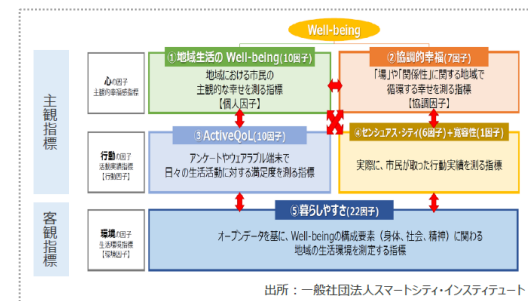 Well-being
主観指標
心の因子
主観的幸福感指標
①地域生活の Well-being(10因子)
地域における市民の
主観的な幸せを測る指標
【個人因子】
②協調的幸福(7因子)
「場」や「関係性」に関する地域で
循環する幸せを測る指標
【協調因子】
行動の因子
活動実績指標
【行動因子】
③ActiveQoL(10因子)
アンケートやウェアラブル端末で
日々の生活活動に対する満足度を測る指標
④センシュアス・シティ(6因子)+寛容性(1因子)
実際に、市民が取った行動実績を測る指標
客観指標
環境の因子
生活環境指標
【環境因子】
⑤暮らしやすさ(22因子)
オープンデータを基に、Well-beingの構成要素（身体、社会、精神）に関わる
地域の生活環境を測定する指標
出所：一般社団法人スマートシティ・インスティテュート